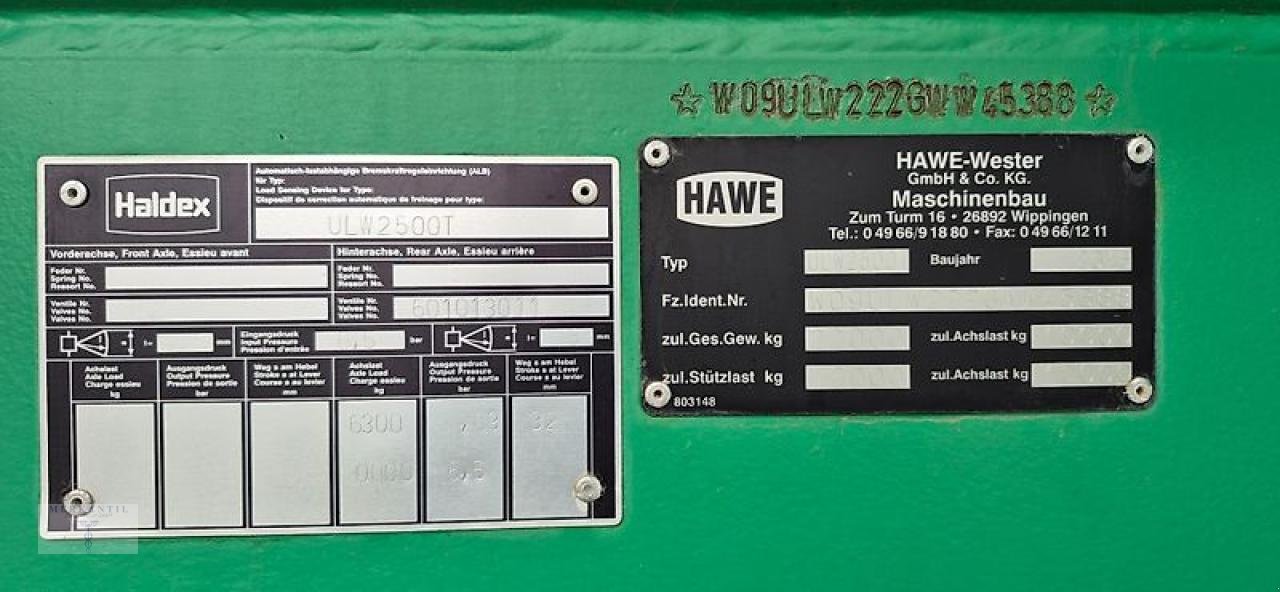 ☆W09ULW222GWW45388☆
Haldex
Automatisch-lastabhängige Bremskraftregeleinrichtung (ALB)
für Typ:
Load Sensing Device for Type:
Dispositif de correction automatique de freinage pour type:
ULW2500T
Vorderachse, Front Axle, Essieu avant
Hinterachse, Rear Axle, Essieu arrière
Feder Nr.
Spring No.
Ressort No.
Feder Nr.
Spring No.
Ressort No.
Ventile Nr.
Valves No.
Valves No.
Ventile Nr.
Valves No.
Valves No.
601013011
l= mm
Eingangsdruck
Input Pressure
Pression d'entrée
6,5 bar
l= mm
Achslast
Axle Load
Charge essieu
kg
Ausgangsdruck
Output Pressure
Pression de sortie
bar
Weg s am Hebel
Stroke s at Lever
Course s au levier
mm
Achslast
Axle Load
Charge essieu
kg
Ausgangsdruck
Output Pressure
Pression de sortie
bar
Weg s am Hebel
Stroke s at Lever
Course s au levier
mm
6300
32
6,5
MERKANTIL
HAWE
HAWE-Wester
GmbH & Co. KG.
Maschinenbau
Zum Turm 16 • 26892 Wippingen
Tel.: 0 49 66/9 18 80 • Fax: 0 49 66/12 11
Typ Baujahr
Fz.Ident.Nr.
zul.Ges.Gew. kg zul.Achslast kg
zul.Stützlast kg zul.Achslast kg
803148